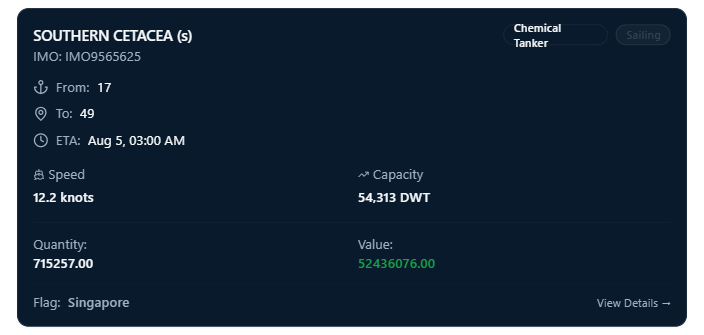 SOUTHERN CETACEA (s)
Chemical
Tanker
Sailing
IMO: IMO9565625
From: 17
To: 49
ETA: Aug 5, 03:00 AM
Speed
Capacity
12.2 knots
54,313 DWT
Quantity:
Value:
715257.00
52436076.00
Flag: Singapore
View Details →